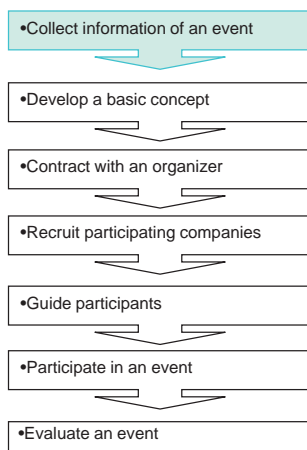 •Collect information of an event
•Develop a basic concept
•Contract with an organizer
•Recruit participating companies
•Guide participants
•Participate in an event
•Evaluate an event